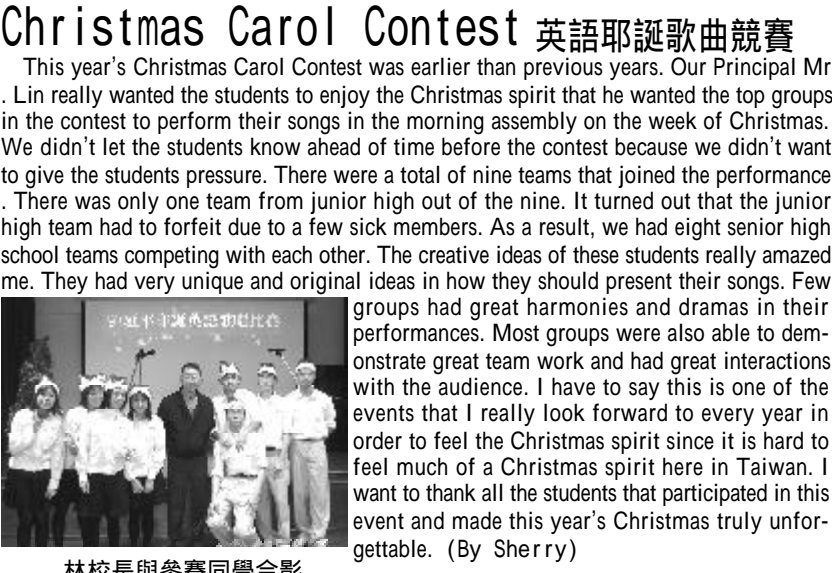 Christmas Carol Contest 英語耶誕歌曲競賽
This year's Christmas Carol Contest was earlier than previous years. Our Principal Mr
. Lin really wanted the students to enjoy the Christmas spirit that he wanted the top groups
in the contest to perform their songs in the morning assembly on the week of Christmas.
We didn't let the students know ahead of time before the contest because we didn't want
to give the students pressure. There were a total of nine teams that joined the performance
. There was only one team from junior high out of the nine. It turned out that the junior
high team had to forfeit due to a few sick members. As a result, we had eight senior high
school teams competing with each other. The creative ideas of these students really amazed
me. They had very unique and original ideas in how they should present their songs. Few
groups had great harmonies and dramas in their
performances. Most groups were also able to dem-
onstrate great team work and had great interactions
with the audience. I have to say this is one of the
events that I really look forward to every year in
order to feel the Christmas spirit since it is hard to
feel much of a Christmas spirit here in Taiwan. I
want to thank all the students that participated in this
event and made this year's Christmas truly unfor-
gettable. (By Sherry)
林校長與參賽同學合影